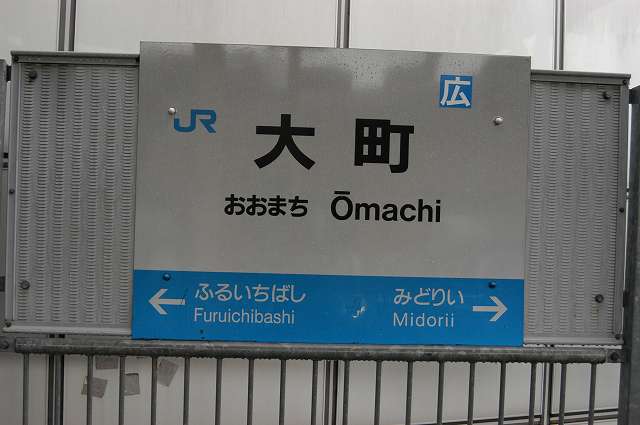 広
JR
大町
おおまち Ōmachi
ふるいちばし みどりい
Furuichibashi Midorii